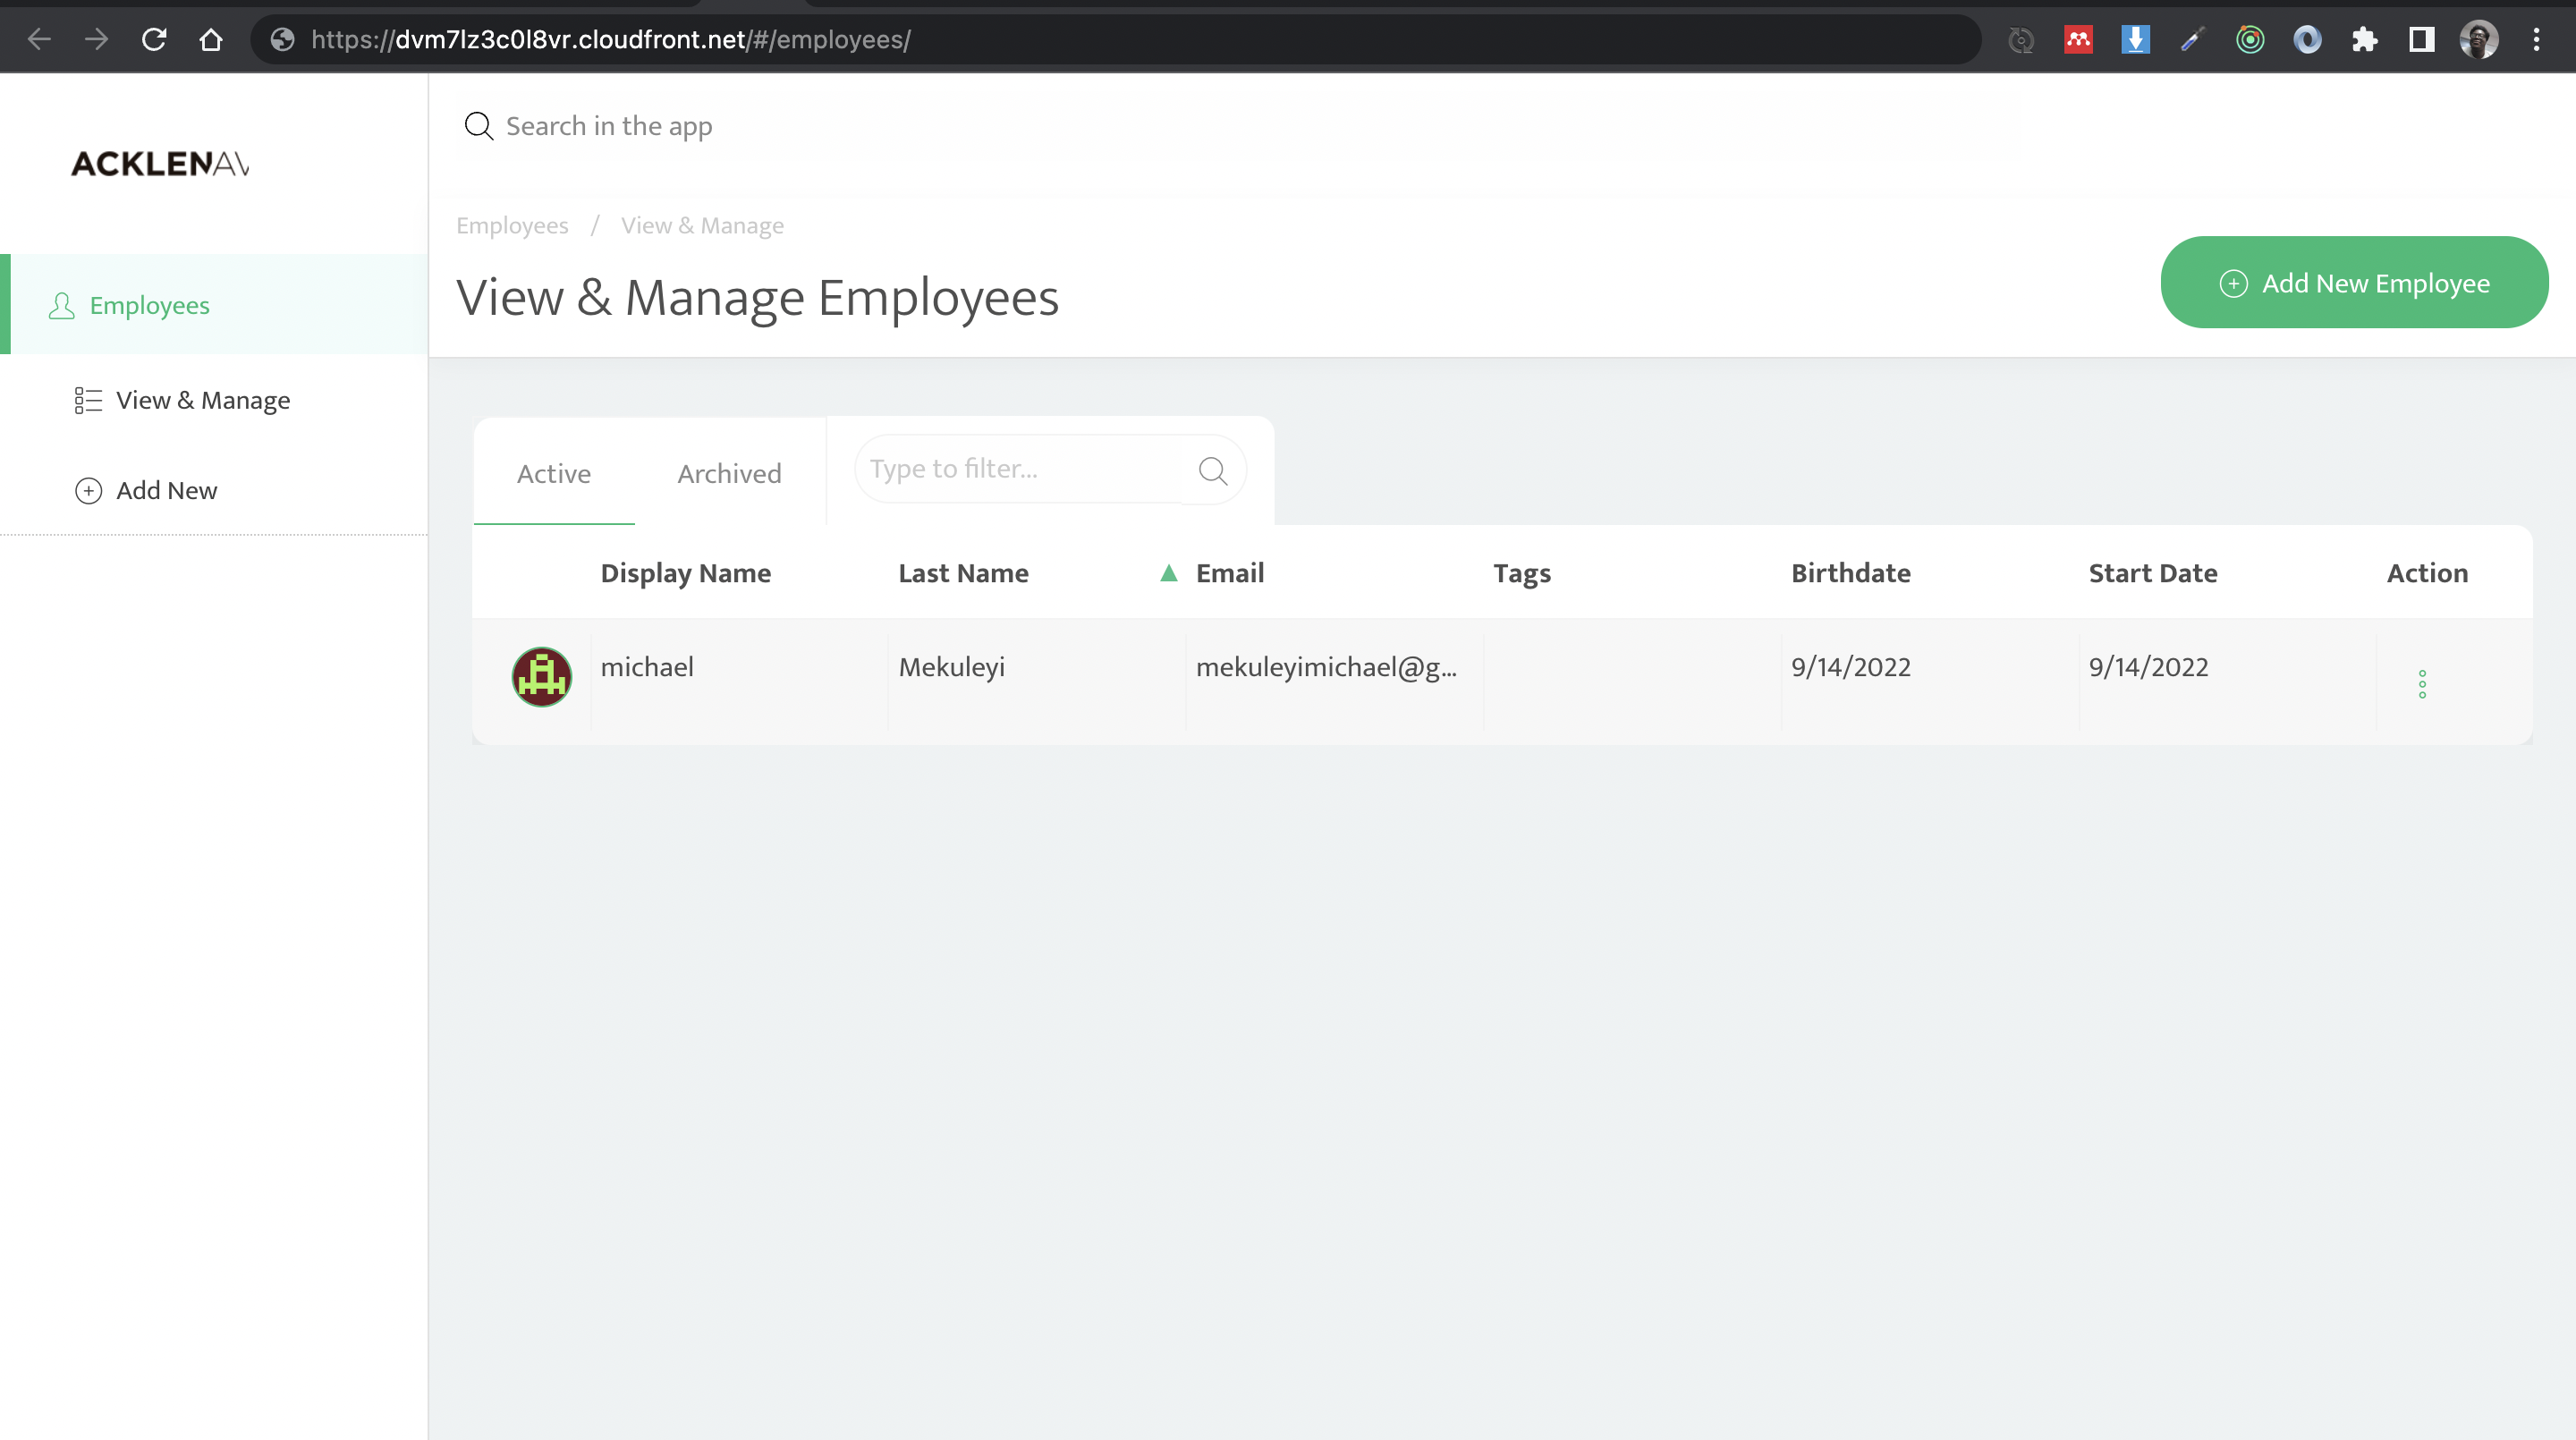 https://dvm7lz3c0l8vr.cloudfront.net/#/employees/
ACKLENAV
Employees
View & Manage
Add New
Search in the app
Employees / View & Manage
View & Manage Employees
Add New Employee
Active Archived Type to filter...
Display Name Last Name Email Tags Birthdate Start Date Action
michael Mekuleyi mekuleyimichael@g... 9/14/2022 9/14/2022